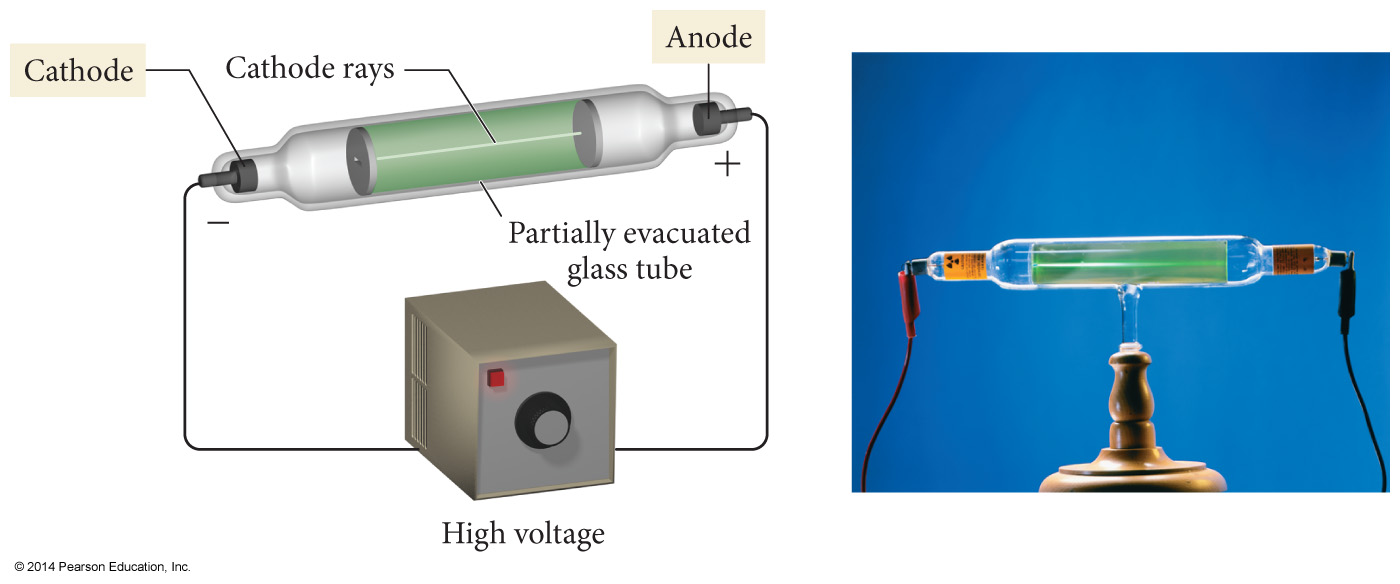 Anode
Cathode
Cathode rays
+
–
Partially evacuated
glass tube
High voltage
© 2014 Pearson Education, Inc.